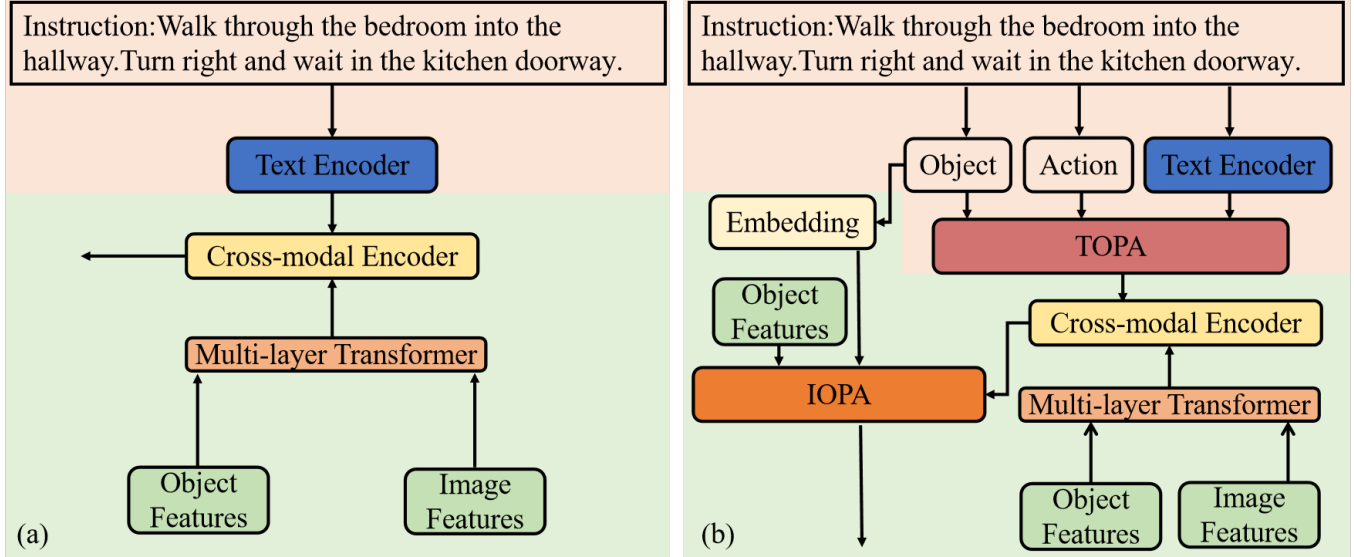 Instruction:Walk through the bedroom into the
hallway.Turn right and wait in the kitchen doorway.
Text Encoder
Cross-modal Encoder
Multi-layer Transformer
Object
Features
Image
Features
(a)
Instruction:Walk through the bedroom into the
hallway.Turn right and wait in the kitchen doorway.
Object
Action
Text Encoder
Embedding
TOPA
Object
Features
Cross-modal Encoder
IOPA
Multi-layer Transformer
Object
Features
Image
Features
(b)